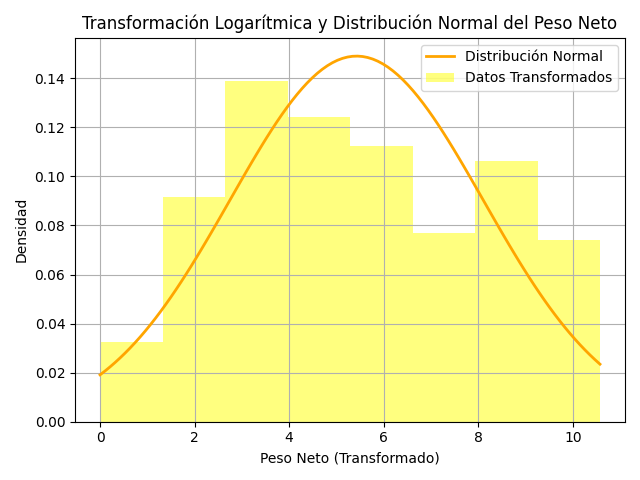 Transformación Logarítmica y Distribución Normal del Peso Neto
Distribución Normal
Datos Transformados
Densidad
0.14
0.12
0.10
0.08
0.06
0.04
0.02
0.00
0 2 4 6 8 10
Peso Neto (Transformado)